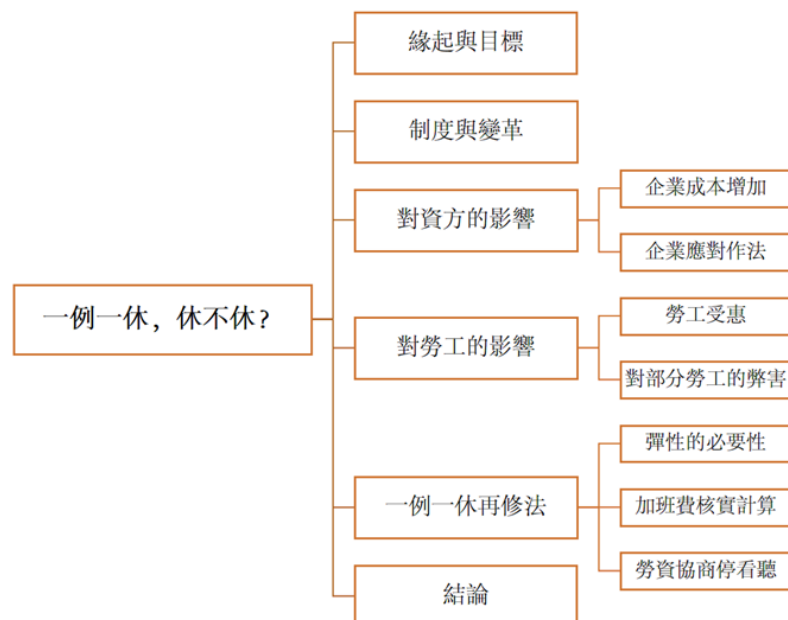 一例一休，休不休？
緣起與目標
制度與變革
對資方的影響
企業成本增加
企業應對作法
對勞工的影響
勞工受惠
對部分勞工的弊害
一例一休再修法
彈性的必要性
加班費核實計算
勞資協商停看聽
結論